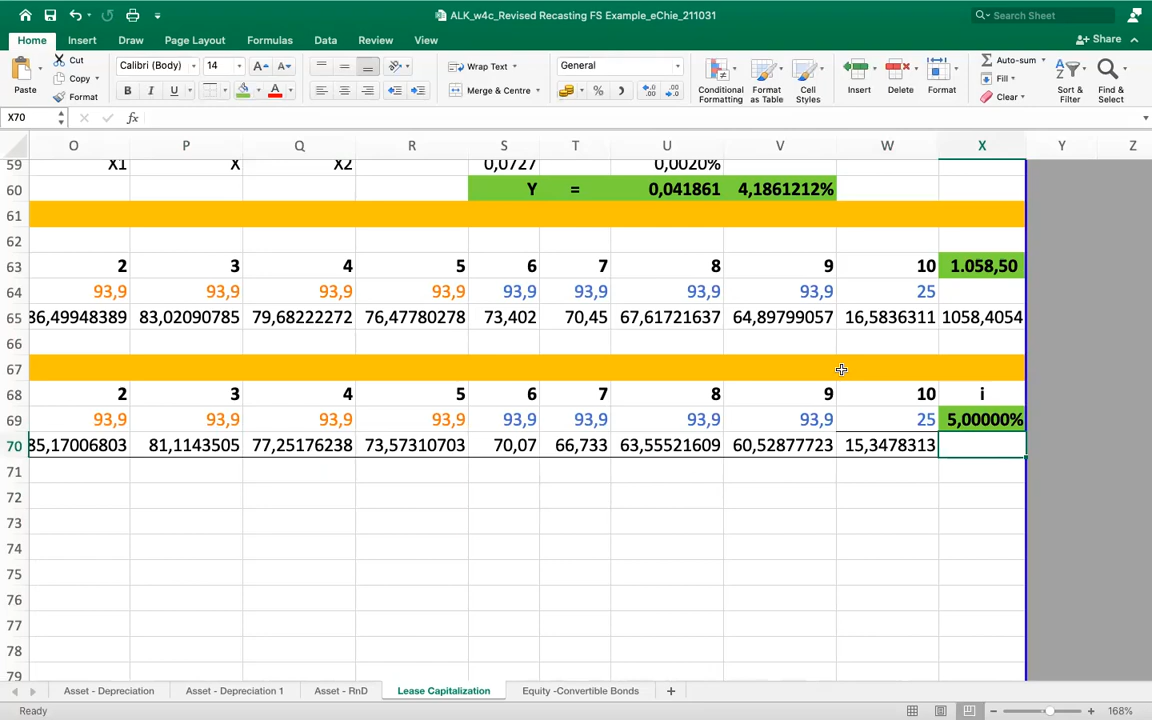 ALK_w4c_Revised Recasting FS Example_eChie_211031
Search Sheet
Home Insert Draw Page Layout Formulas Data Review View
Share
Paste
Cut
Copy
Format
Calibri (Body) 14
B I U
Wrap Text
Merge & Centre
General
Conditional Formatting
Format as Table
Cell Styles
Insert
Delete
Format
Auto-sum
Fill
Clear
Sort & Filter
Find & Select
X70 fx
O P Q R S T U V W X Y Z
59 X1 X X2 0,0727 0,0020%
60 Y = 0,041861 4,1861212%
61
62
63 2 3 4 5 6 7 8 9 10 1.058,50
64 93,9 93,9 93,9 93,9 93,9 93,9 93,9 93,9 25
65 36,49948389 83,02090785 79,68222272 76,47780278 73,402 70,45 67,61721637 64,89799057 16,5836311 1058,4054
66
67
68 2 3 4 5 6 7 8 9 10 i
69 93,9 93,9 93,9 93,9 93,9 93,9 93,9 93,9 25 5,00000%
70 85,17006803 81,1143505 77,25176238 73,57310703 70,07 66,733 63,55521609 60,52877723 15,3478313
71
72
73
74
75
76
77
78
79
Asset - Depreciation Asset - Depreciation 1 Asset - RnD Lease Capitalization Equity -Convertible Bonds
Ready
168%